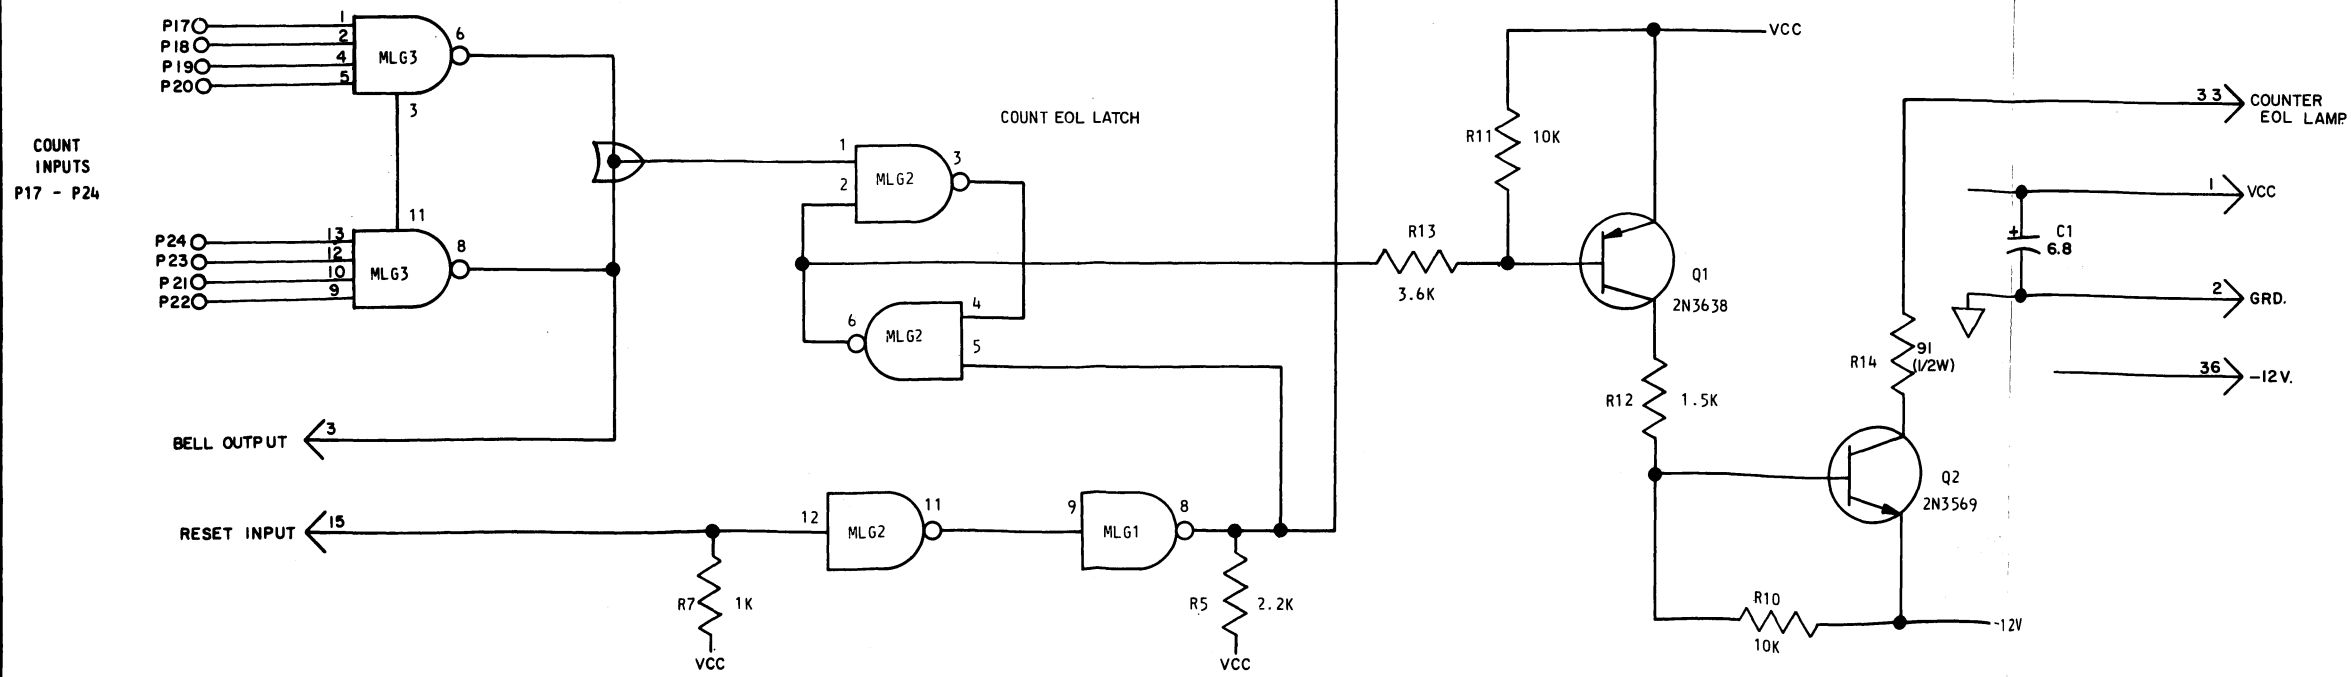 P17
P18
P19
P20
1
2
4
5
MLG3
6
3
COUNT
INPUTS
P17 - P24
11
P24
P23
P21
P22
13
12
10
9
MLG3
8
COUNT EOL LATCH
1
2
MLG2
3
6
MLG2
4
5
BELL OUTPUT
3
RESET INPUT
15
12
MLG2
11
9
MLG1
8
R7
1K
VCC
R5
2.2K
VCC
VCC
R11
10K
R13
3.6K
Q1
2N3638
R12
1.5K
R14
91
(1/2W)
Q2
2N3569
R10
10K
-12V
33
COUNTER
EOL LAMP
1
VCC
+
C1
6.8
2
GRD.
36
-12V.